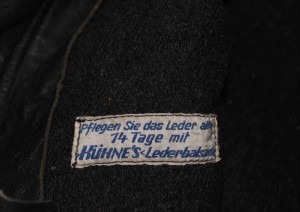 Pflegen Sie das Leder alle
14 Tage mit
KÜHNE'S-Lederbalsam